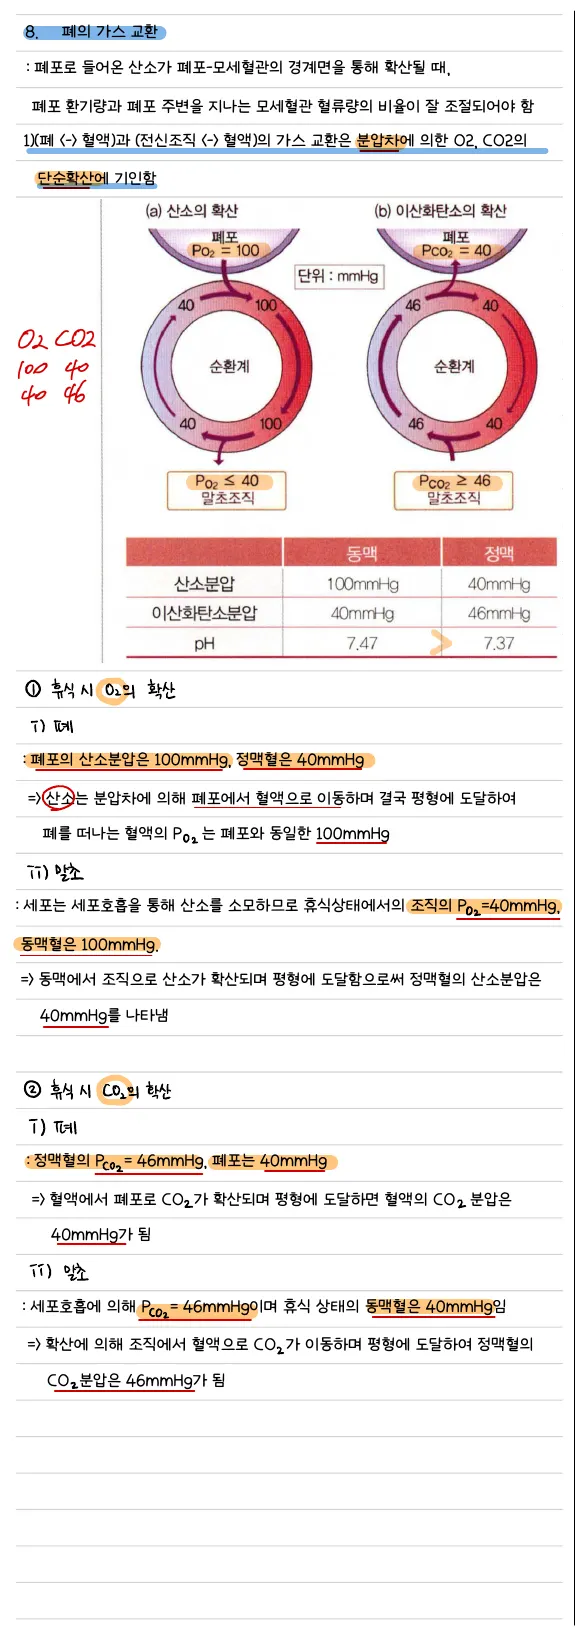 8. 폐의 가스 교환
: 폐포로 들어온 산소가 폐포-모세혈관의 경계면을 통해 확산될 때,
폐포 환기량과 폐포 주변을 지나는 모세혈관 혈류량의 비율이 잘 조절되어야 함
1)(폐 <-> 혈액)과 (전신조직 <-> 혈액)의 가스 교환은 분압차에 의한 O2, CO2의
단순확산에 기인함
(a) 산소의 확산
폐포
Po₂ = 100
40 100
순환계
40 100
Po₂ ≤ 40
말초조직
단위 : mmHg
(b) 이산화탄소의 확산
폐포
Pco₂ = 40
46 40
순환계
46 40
Pco₂ ≥ 46
말초조직
O2 CO2
100 40
40 46
동맥 정맥
산소분압 100mmHg 40mmHg
이산화탄소분압 40mmHg 46mmHg
pH 7.47 > 7.37
① 휴식 시 O₂의 확산
i) 폐
: 폐포의 산소분압은 100mmHg, 정맥혈은 40mmHg
=> 산소는 분압차에 의해 폐포에서 혈액으로 이동하며 결국 평형에 도달하여
폐를 떠나는 혈액의 P O₂ 는 폐포와 동일한 100mmHg
ii) 말초
: 세포는 세포호흡을 통해 산소를 소모하므로 휴식상태에서의 조직의 P O₂=40mmHg,
동맥혈은 100mmHg.
=> 동맥에서 조직으로 산소가 확산되며 평형에 도달함으로써 정맥혈의 산소분압은
40mmHg를 나타냄
② 휴식 시 CO₂의 확산
i) 폐
: 정맥혈의 P CO₂= 46mmHg, 폐포는 40mmHg
=> 혈액에서 폐포로 CO₂가 확산되며 평형에 도달하면 혈액의 CO₂ 분압은
40mmHg가 됨
ii) 말초
: 세포호흡에 의해 P CO₂= 46mmHg이며 휴식 상태의 동맥혈은 40mmHg임
=> 확산에 의해 조직에서 혈액으로 CO₂가 이동하며 평형에 도달하여 정맥혈의
CO₂분압은 46mmHg가 됨